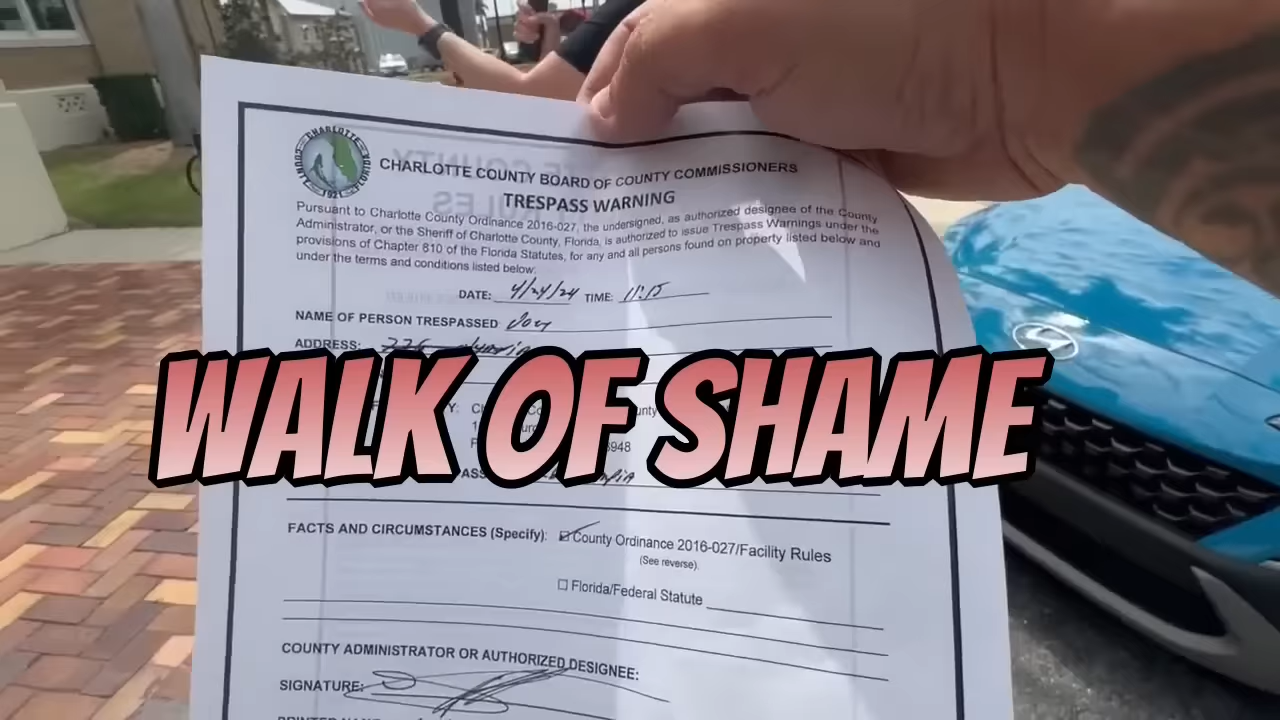 CHARLOTTE COUNTY FLORIDA 1921
CHARLOTTE COUNTY BOARD OF COUNTY COMMISSIONERS
TRESPASS WARNING
Pursuant to Charlotte County Ordinance 2016-027, the undersigned, as authorized designee of the County
Administrator, or the Sheriff of Charlotte County, Florida, is authorized to issue Trespass Warnings under the
provisions of Chapter 810 of the Florida Statutes, for any and all persons found on property listed below and
under the terms and conditions listed below:
DATE: 4/24/24 TIME: 11:15
NAME OF PERSON TRESPASSED
ADDRESS:
WALK OF SHAME
FACTS AND CIRCUMSTANCES (Specify): ☑ County Ordinance 2016-027/Facility Rules
(See reverse).
☐ Florida/Federal Statute
COUNTY ADMINISTRATOR OR AUTHORIZED DESIGNEE:
SIGNATURE: